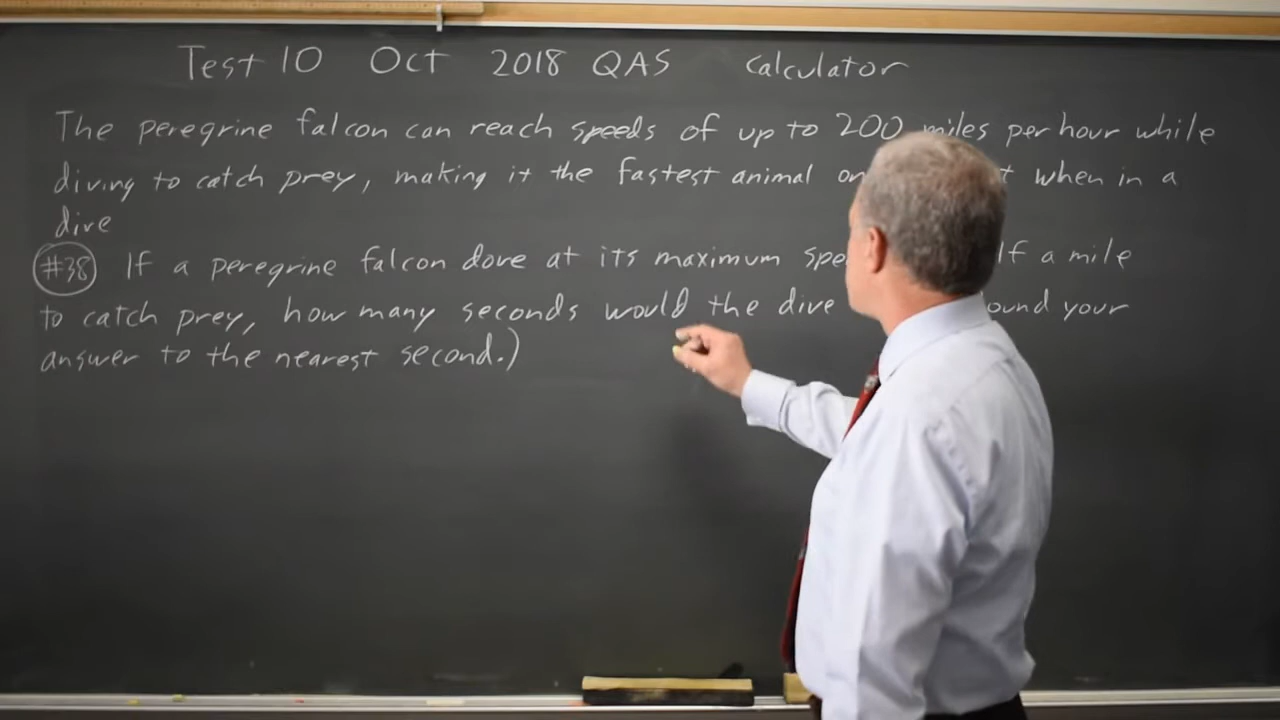 Test 10 Oct 2018 QAS calculator
The peregrine falcon can reach speeds of up to 200 miles per hour while
diving to catch prey, making it the fastest animal on when in a
dive
#38 If a peregrine falcon dove at its maximum a mile
to catch prey, how many seconds would the dive your
answer to the nearest second.)